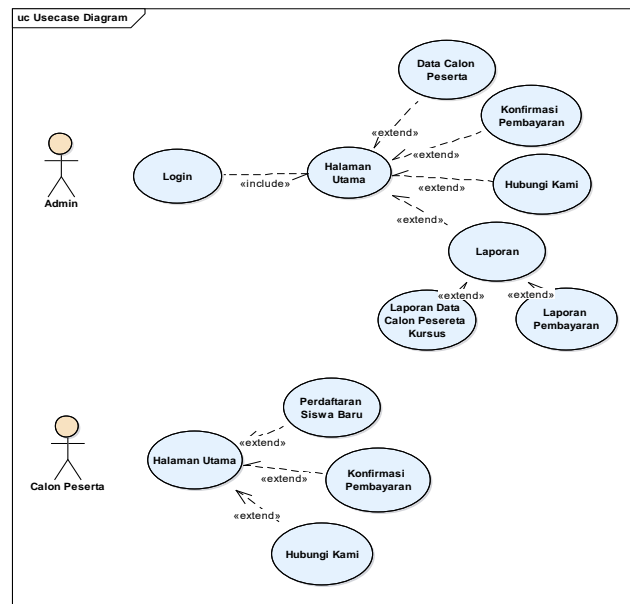 uc Usecase Diagram
Data Calon
Peserta
Konfirmasi
Pembayaran
«extend»
«extend»
Login
«include»
Halaman
Utama
«extend»
Hubungi Kami
Admin
«extend»
Laporan
«extend»
«extend»
Laporan Data
Calon Pesereta
Kursus
Laporan
Pembayaran
Perdaftaran
Siswa Baru
«extend»
Halaman Utama
Konfirmasi
Pembayaran
«extend»
Calon Peserta
«extend»
Hubungi Kami